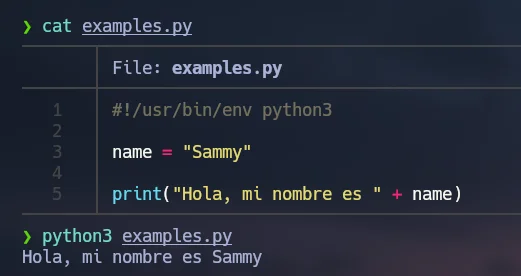 ❯ cat examples.py
File: examples.py
1 #!/usr/bin/env python3
2
3 name = "Sammy"
4
5 print("Hola, mi nombre es " + name)
❯ python3 examples.py
Hola, mi nombre es Sammy